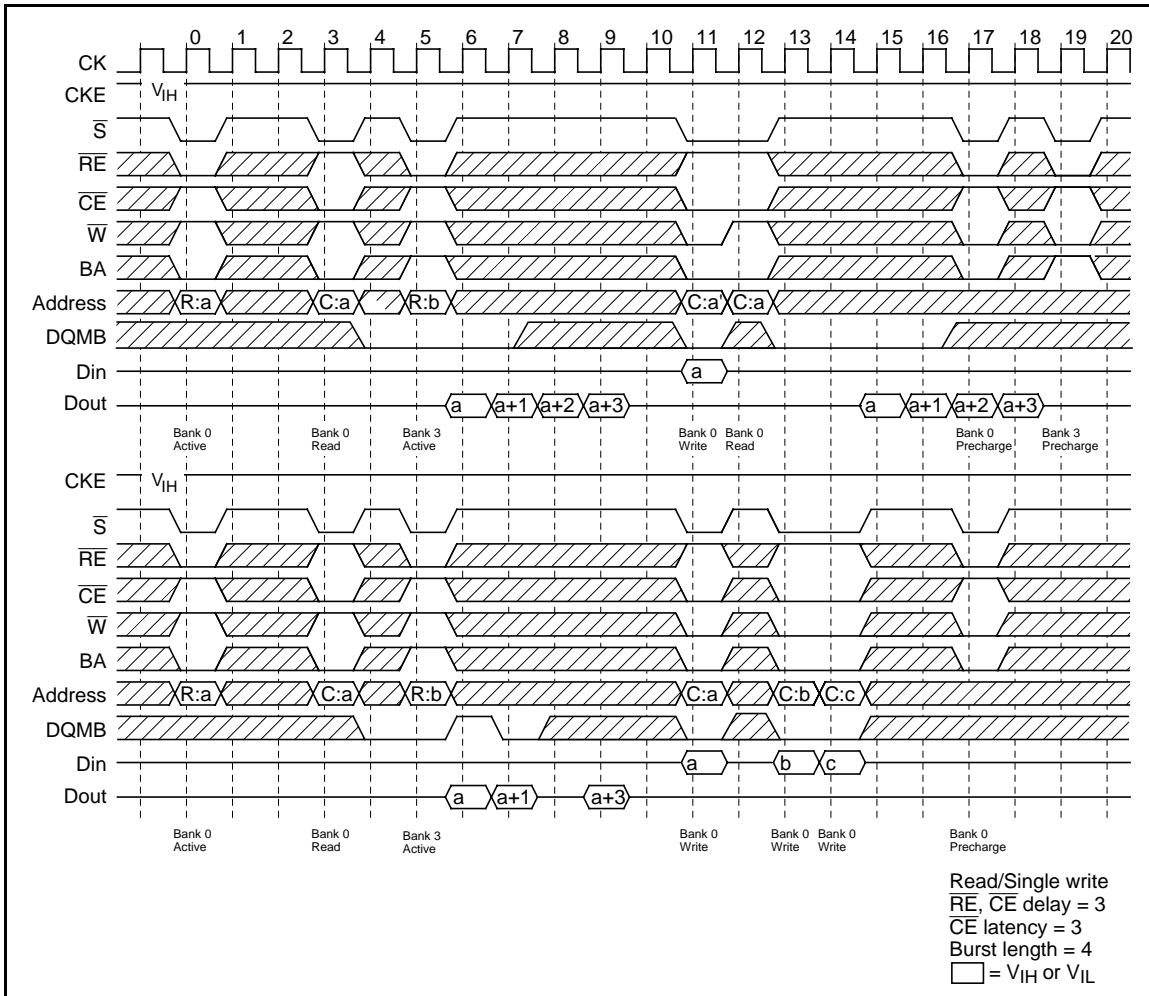 0 1 2 3 4 5 6 7 8 9 10 11 12 13 14 15 16 17 18 19 20
CK
CKE VIH
S
RE
CE
W
BA
Address R:a C:a R:b C:a' C:a
DQMB
Din a
Dout a a+1 a+2 a+3 a a+1 a+2 a+3
Bank 0 Bank 0 Bank 3 Bank 0 Bank 0 Bank 0 Bank 3
Active Read Active Write Read Precharge Precharge
CKE VIH
S
RE
CE
W
BA
Address R:a C:a R:b C:a C:b C:c
DQMB
Din a b c
Dout a a+1 a+3
Bank 0 Bank 0 Bank 3 Bank 0 Bank 0 Bank 0 Bank 0
Active Read Active Write Write Write Precharge
Read/Single write
RE, CE delay = 3
CE latency = 3
Burst length = 4
= VIH or VIL